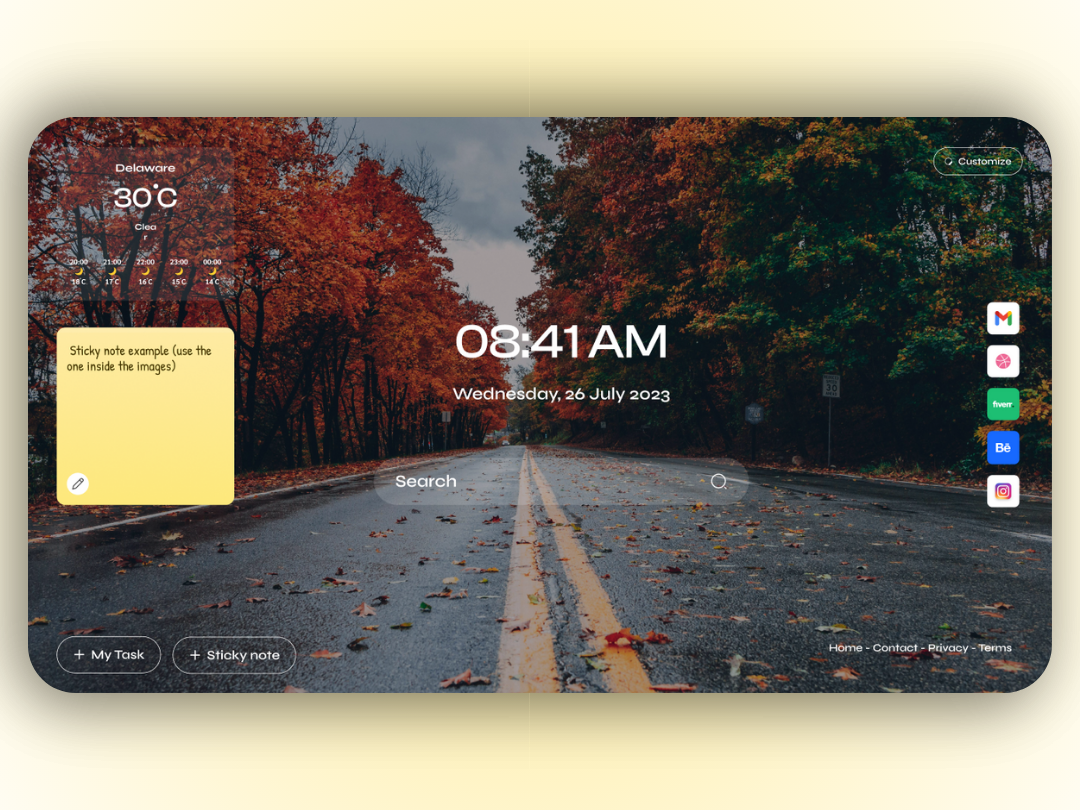 Delaware
30°C
Clea
r
20:00 21:00 22:00 23:00 00:00
18 C 17 C 16 C 15 C 14 C
Customize
Sticky note example (use the
one inside the images)
08:41 AM
Wednesday, 26 July 2023
Search
fiverr
Bē
+ My Task
+ Sticky note
Home - Contact - Privacy - Terms